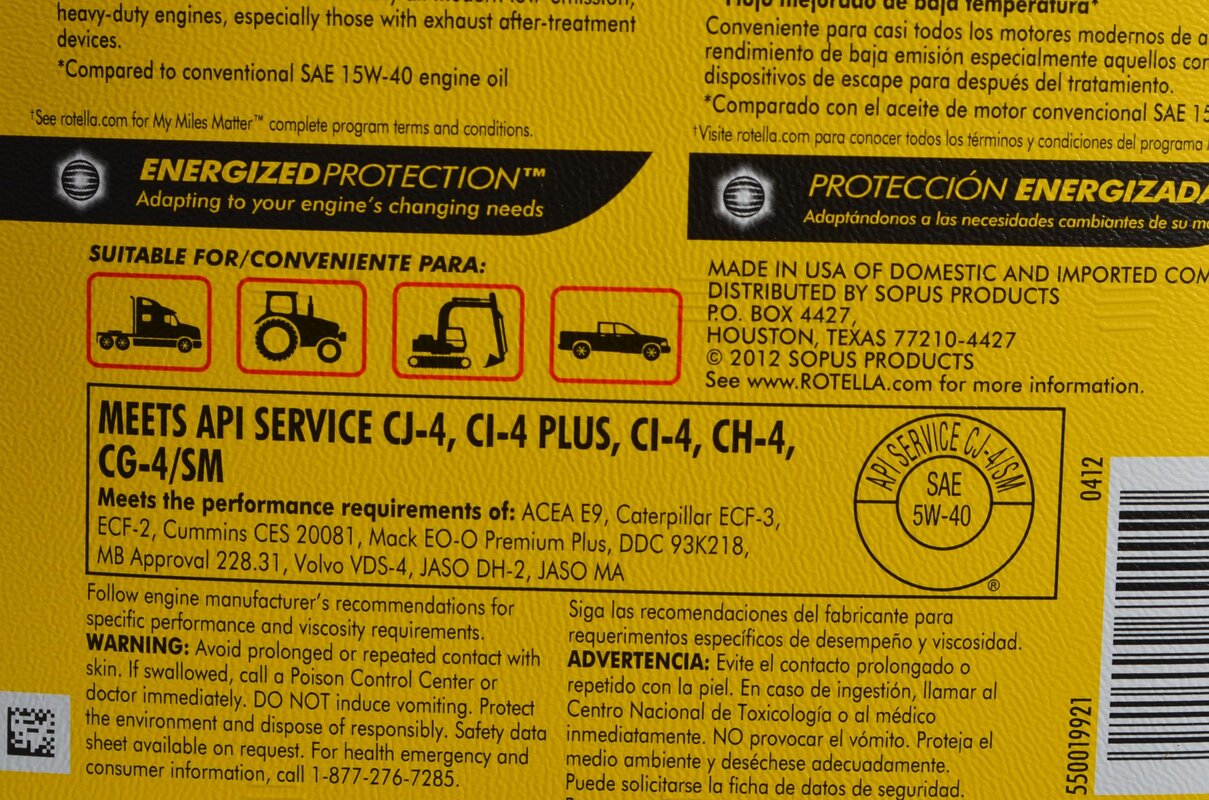 heavy-duty engines, especially those with exhaust after-treatment
devices.
*Compared to conventional SAE 15W-40 engine oil
†See rotella.com for My Miles Matter™ complete program terms and conditions.
ENERGIZED PROTECTION™
Adapting to your engine's changing needs
SUITABLE FOR/CONVENIENTE PARA:
Flujo mejorado de baja temperatura*
Conveniente para casi todos los motores modernos de a
rendimiento de baja emisión especialmente aquellos con
dispositivos de escape para después del tratamiento.
*Comparado con el aceite de motor convencional SAE 15
†Visite rotella.com para conocer todos los términos y condiciones del programa
PROTECCIÓN ENERGIZADA
Adaptándonos a las necesidades cambiantes de su mo
MADE IN USA OF DOMESTIC AND IMPORTED COM
DISTRIBUTED BY SOPUS PRODUCTS
P.O. BOX 4427,
HOUSTON, TEXAS 77210-4427
© 2012 SOPUS PRODUCTS
See www.ROTELLA.com for more information.
MEETS API SERVICE CJ-4, CI-4 PLUS, CI-4, CH-4,
CG-4/SM
Meets the performance requirements of: ACEA E9, Caterpillar ECF-3,
ECF-2, Cummins CES 20081, Mack EO-O Premium Plus, DDC 93K218,
MB Approval 228.31, Volvo VDS-4, JASO DH-2, JASO MA
API SERVICE CJ-4/SM
SAE
5W-40
®
0412
550019921
Follow engine manufacturer's recommendations for
specific performance and viscosity requirements.
WARNING: Avoid prolonged or repeated contact with
skin. If swallowed, call a Poison Control Center or
doctor immediately. DO NOT induce vomiting. Protect
the environment and dispose of responsibly. Safety data
sheet available on request. For health emergency and
consumer information, call 1-877-276-7285.
Siga las recomendaciones del fabricante para
requerimentos específicos de desempeño y viscosidad.
ADVERTENCIA: Evite el contacto prolongado o
repetido con la piel. En caso de ingestión, llamar al
Centro Nacional de Toxicología o al médico
inmediatamente. NO provocar el vómito. Proteja el
medio ambiente y deséchese adecuadamente.
Puede solicitarse la ficha de datos de seguridad.